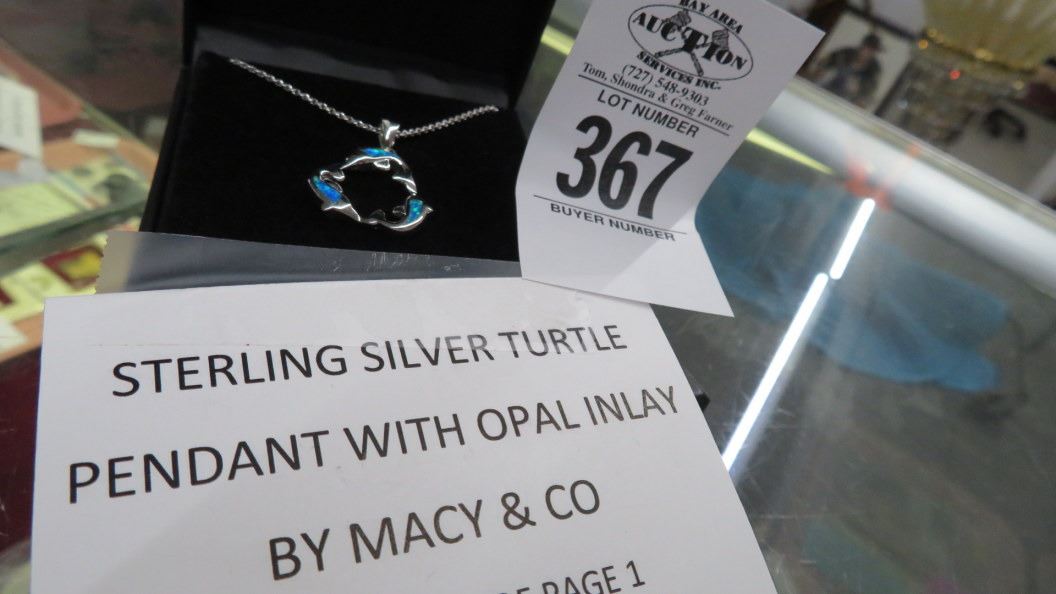 BAY AREA
AUCTION
SERVICES INC.
(727) 548-9303
Tom, Shondra & Greg Farner
LOT NUMBER
367
BUYER NUMBER
STERLING SILVER TURTLE
PENDANT WITH OPAL INLAY
BY MACY & CO
PAGE 1